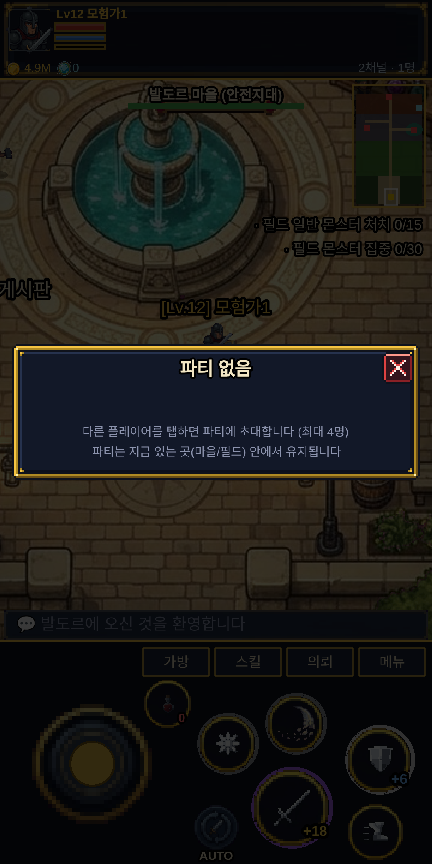 Lv12 모험가1
4.9M
0
2채널 · 1명
발도르 마을 (안전지대)
· 필드 일반 몬스터 처치 0/15
· 필드 몬스터 집중 0/30
게시판
[Lv.12] 모험가1
파티 없음
다른 플레이어를 탭하면 파티에 초대합니다 (최대 4명)
파티는 지금 있는 곳(마을/필드) 안에서 유지됩니다
발도르에 오신 것을 환영합니다
가방
스킬
의뢰
메뉴
0
+6
+18
AUTO